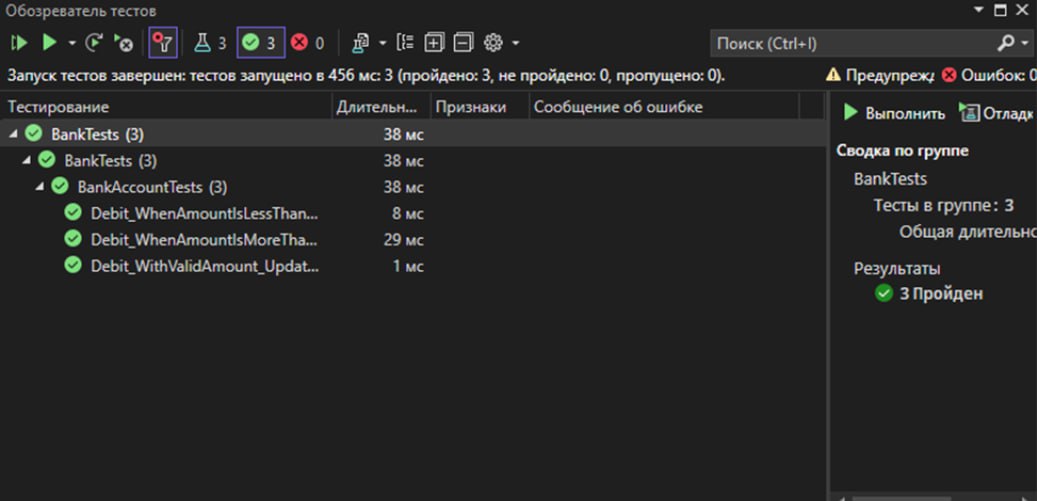 Обозреватель тестов
3 3 0 Поиск (Ctrl+I)
Запуск тестов завершен: тестов запущено в 456 мс: 3 (пройдено: 3, не пройдено: 0, пропущено: 0). Предупреж Ошибок: 0
Тестирование Длительн... Признаки Сообщение об ошибке
Выполнить Отладк
BankTests (3) 38 мс
Сводка по группе
BankTests (3) 38 мс
BankTests
BankAccountTests (3) 38 мс
Тесты в группе: 3
Debit_WhenAmountIsLessThan... 8 мс
Общая длительно
Debit_WhenAmountIsMoreTha... 29 мс
Debit_WithValidAmount_Updat... 1 мс
Результаты
3 Пройден